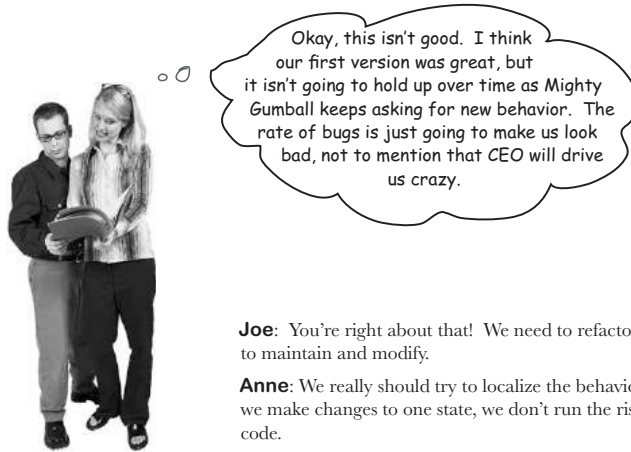 Okay, this isn't good. I think
our first version was great, but
it isn't going to hold up over time as Mighty
Gumball keeps asking for new behavior. The
rate of bugs is just going to make us look
bad, not to mention that CEO will drive
us crazy.
Joe: You're right about that! We need to refactor
to maintain and modify.
Anne: We really should try to localize the behavio
we make changes to one state, we don't run the ris
code.